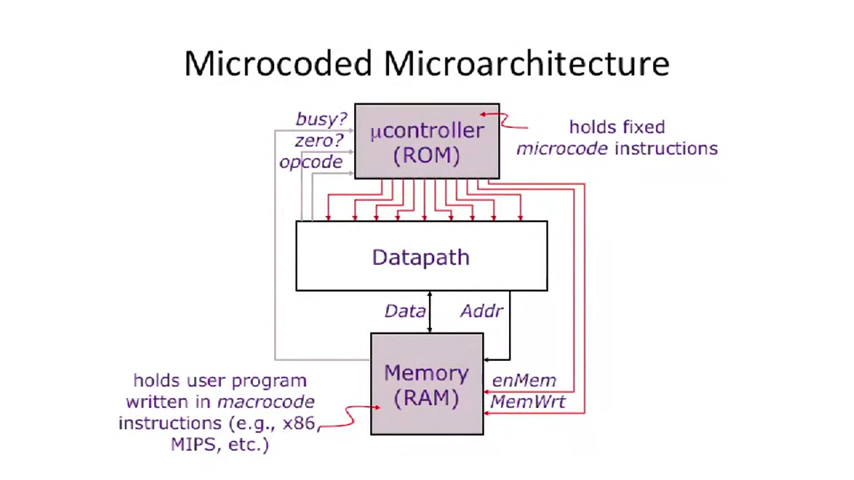 Microcoded Microarchitecture
busy?
zero?
opcode
μcontroller
(ROM)
holds fixed
microcode instructions
Datapath
Data
Addr
Memory
(RAM)
enMem
MemWrt
holds user program
written in macrocode
instructions (e.g., x86,
MIPS, etc.)